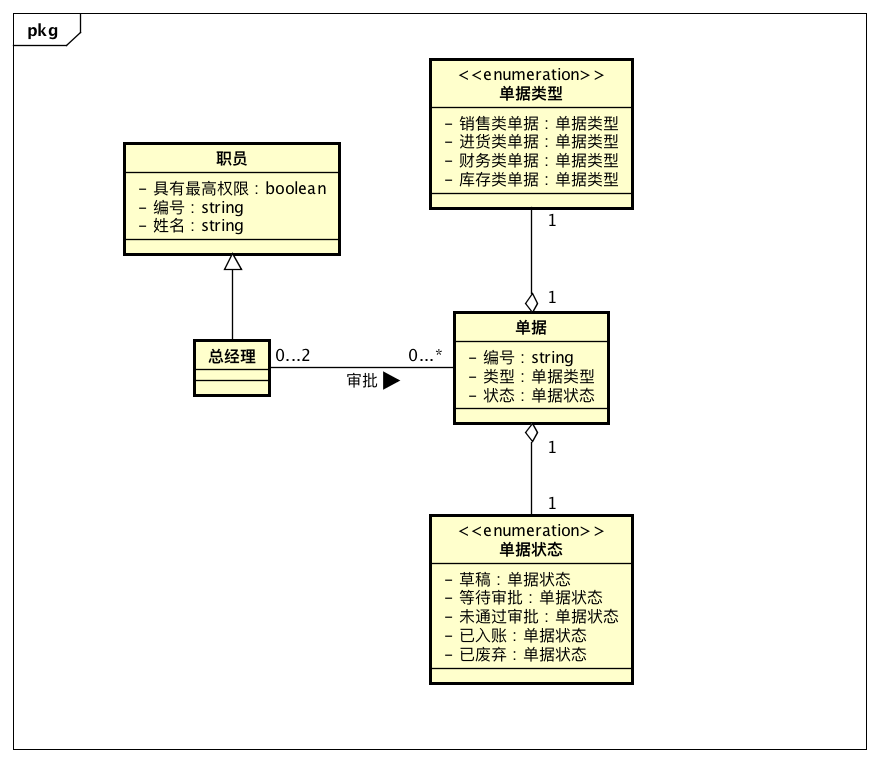 pkg
<<enumeration>>
单据类型
- 销售类单据 : 单据类型
- 进货类单据 : 单据类型
- 财务类单据 : 单据类型
- 库存类单据 : 单据类型
职员
- 具有最高权限 : boolean
- 编号 : string
- 姓名 : string
1
1
单据
- 编号 : string
- 类型 : 单据类型
- 状态 : 单据状态
总经理
0...2
0...*
审批
1
1
<<enumeration>>
单据状态
- 草稿 : 单据状态
- 等待审批 : 单据状态
- 未通过审批 : 单据状态
- 已入账 : 单据状态
- 已废弃 : 单据状态